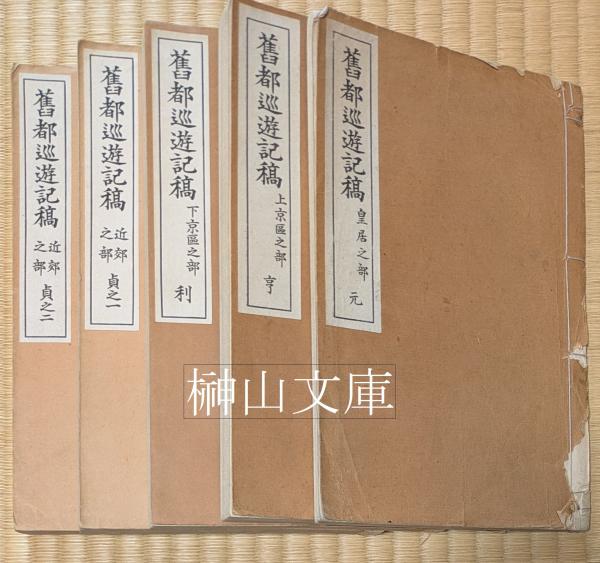 舊都巡遊記稿 皇居之部 元
舊都巡遊記稿 上京區之部 亨
舊都巡遊記稿 下京區之部 利
舊都巡遊記稿 近郊之部 貞之一
舊都巡遊記稿 近郊之部 貞之二
榊山文庫